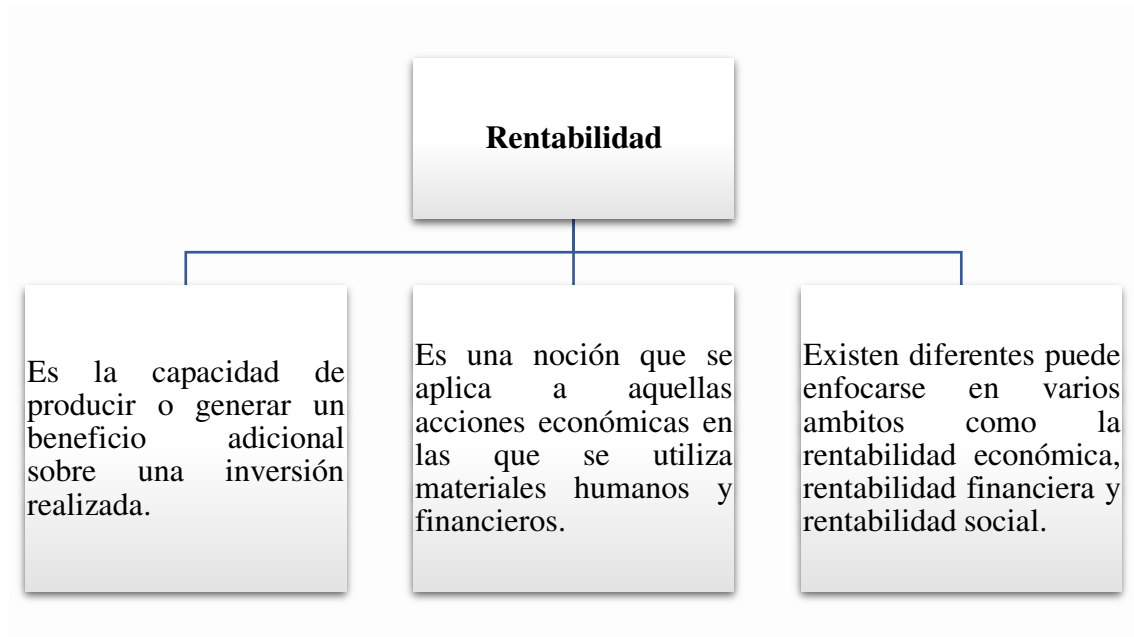 Rentabilidad
Es la capacidad de
producir o generar un
beneficio adicional
sobre una inversión
realizada.
Es una noción que se
aplica a aquellas
acciones económicas en
las que se utiliza
materiales humanos y
financieros.
Existen diferentes puede
enfocarse en varios
ambitos como la
rentabilidad económica,
rentabilidad financiera y
rentabilidad social.